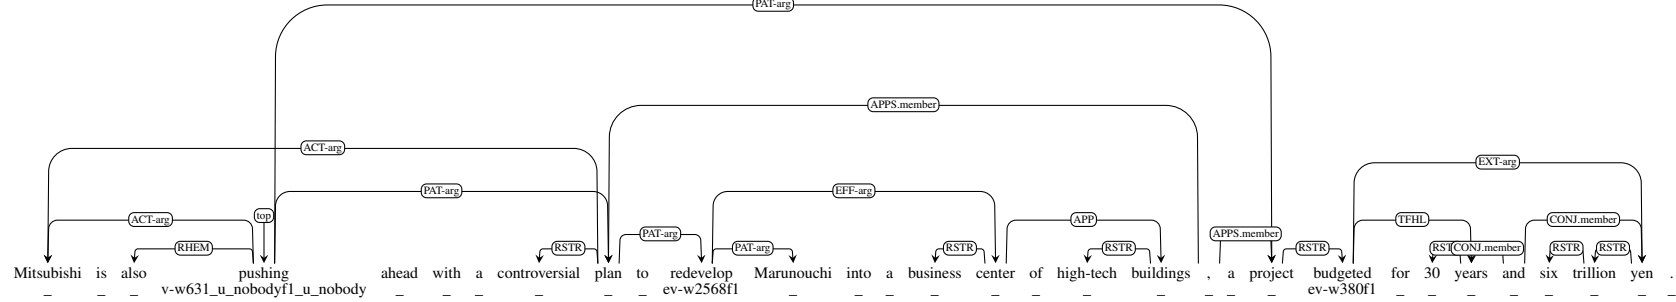 PAT-arg
APPS.member
ACT-arg
EXT-arg
PAT-arg EFF-arg
ACT-arg top TFHL CONJ.member APP
PAT-arg APPS.member
RHEM RSTR PAT-arg RSTR RSTR RSTR CONJ.member RSTR RSTR
Mitsubishi is also pushing ahead with a controversial plan to redevelop Marunouchi into a business center of high-tech buildings , a project budgeted for 30 years and six trillion yen .
_ _ _ v-w631_u_nobodyf1_u_nobody _ _ _ _ _ _ ev-w2568f1 _ _ _ _ _ _ _ _ _ _ _ ev-w380f1 _ _ _ _ _ _ _ _